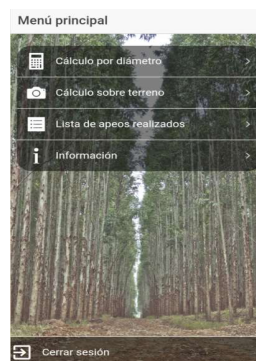 Menú principal
Cálculo por diámetro
Cálculo sobre terreno
Lista de apeos realizados
Información
Cerrar sesión